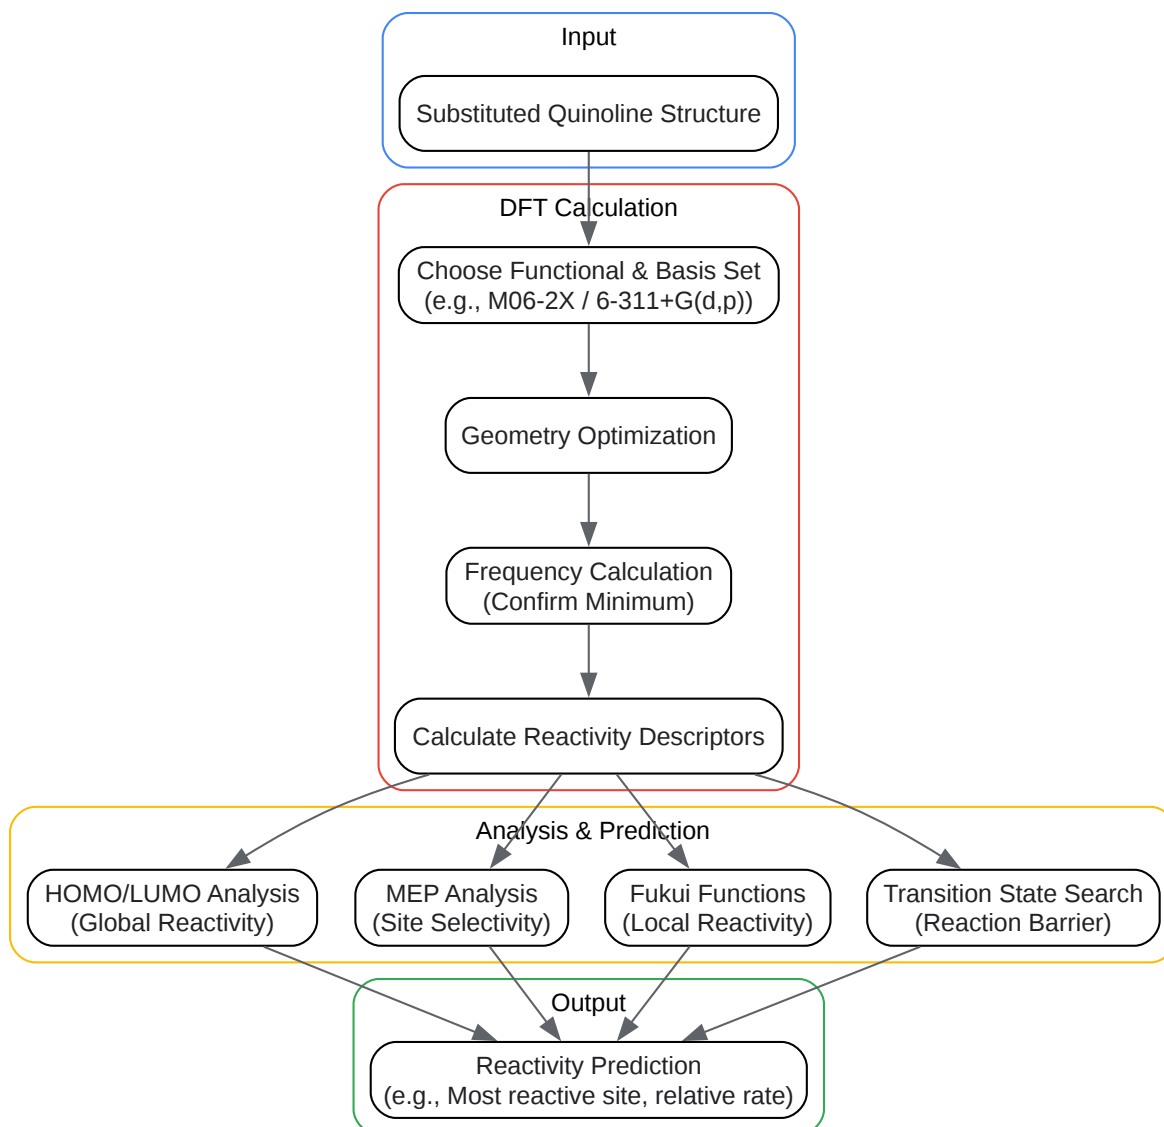 Input
Substituted Quinoline Structure
DFT Calculation
Choose Functional & Basis Set
(e.g., M06-2X / 6-311+G(d,p))
Geometry Optimization
Frequency Calculation
(Confirm Minimum)
Calculate Reactivity Descriptors
Analysis & Prediction
HOMO/LUMO Analysis
(Global Reactivity)
MEP Analysis
(Site Selectivity)
Fukui Functions
(Local Reactivity)
Transition State Search
(Reaction Barrier)
Output
Reactivity Prediction
(e.g., Most reactive site, relative rate)